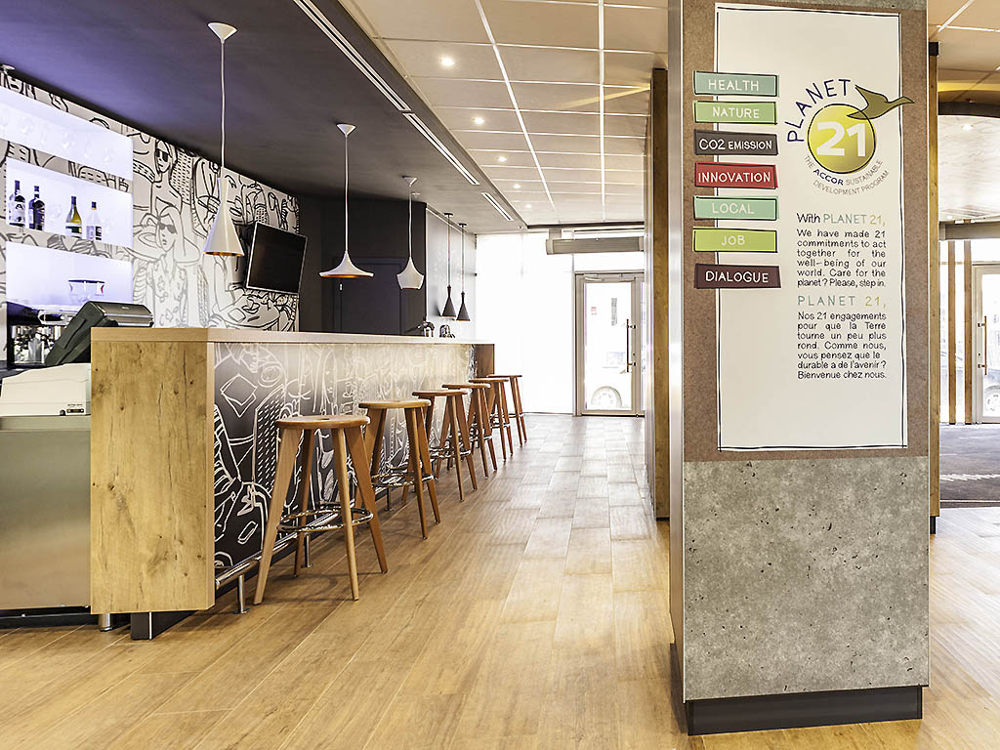 HEALTH
NATURE
CO2 EMISSION
INNOVATION
LOCAL
JOB
DIALOGUE
PLANET
21
THE ACCOR SUSTAINABLE
DEVELOPMENT PROGRAM
With PLANET 21,
We have made 21
commitments to act
together for the
well-being of our
world. Care for the
planet? Please, step in.
PLANET 21,
Nos 21 engagements
pour que la Terre
tourne un peu plus
rond. Comme nous,
vous pensez que le
durable a de l'avenir?
Bienvenue chez nous.